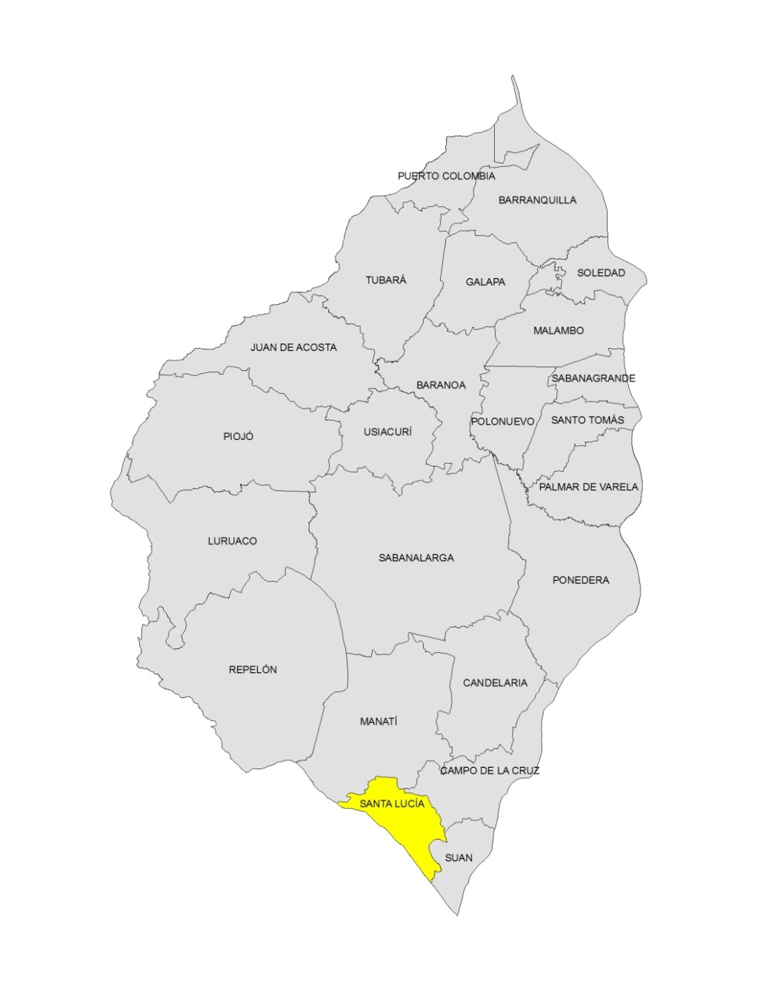 PUERTO COLOMBIA
BARRANQUILLA
SOLEDAD
TUBARÁ
GALAPA
MALAMBO
JUAN DE ACOSTA
SABANAGRANDE
BARANOA
SANTO TOMÁS
POLONUEVO
USIACURÍ
PIOJÓ
PALMAR DE VARELA
LURUACO
SABANALARGA
PONEDERA
REPELÓN
CANDELARIA
MANATÍ
CAMPO DE LA CRUZ
SANTA LUCÍA
SUAN